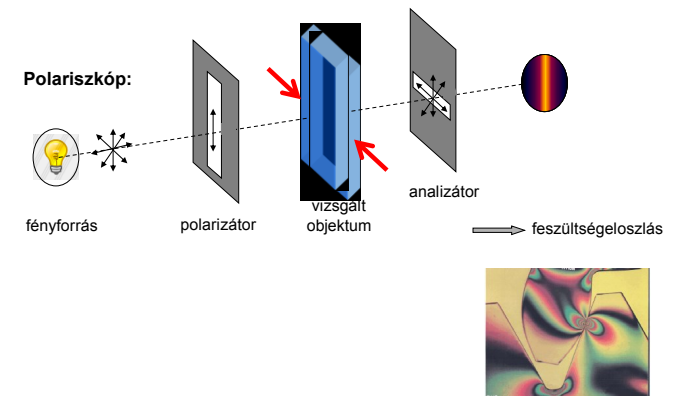 Polariszkóp:
fényforrás
polarizátor
vizsgált
objektum
analizátor
feszültségeloszlás